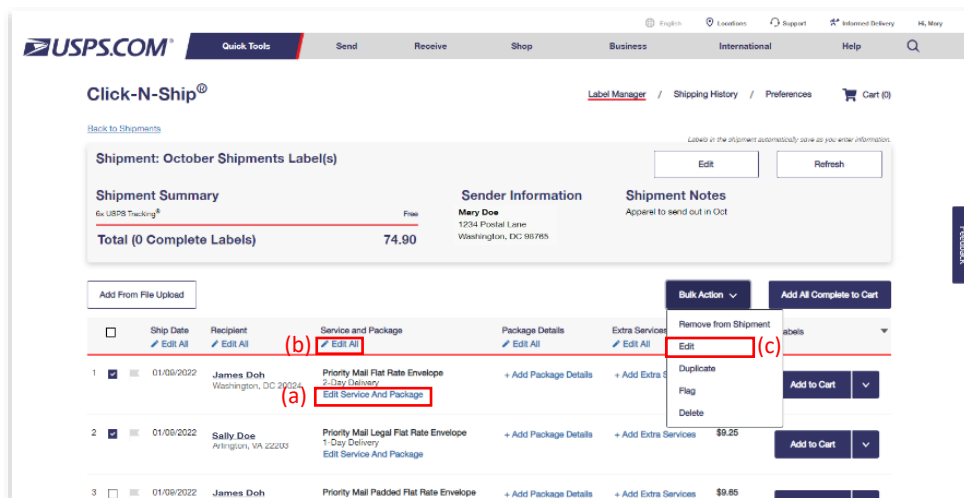 English Locations Support Informed Delivery Hi, Mary
USPS.COM® Quick Tools Send Receive Shop Business International Help
Click-N-Ship®
Label Manager / Shipping History / Preferences Cart (0)
Back to Shipments
Labels in the shipment automatically save as you enter information.
Shipment: October Shipments Label(s) Edit Refresh
Shipment Summary Sender Information Shipment Notes
6x USPS Tracking® Free Mary Doe Apparel to send out in Oct
1234 Postal Lane
Total (0 Complete Labels) 74.90 Washington, DC 98765
Feedback
Add From File Upload Bulk Action Add All Complete to Cart
Ship Date Recipient Service and Package Package Details Extra Services Remove from Shipment abels
Edit All Edit All (b) Edit All Edit All Edit All Edit (c)
1 01/09/2022 James Doh Priority Mail Flat Rate Envelope + Add Package Details + Add Extra S Duplicate
Washington, DC 20024 2-Day Delivery Flag Add to Cart
(a) Edit Service And Package Delete
2 01/09/2022 Sally Doe Priority Mail Legal Flat Rate Envelope + Add Package Details + Add Extra Services $9.25
Arlington, VA 22203 1-Day Delivery Add to Cart
Edit Service And Package
3 01/09/2022 James Doh Priority Mail Padded Flat Rate Envelope + Add Package Details + Add Extra Services $9.65